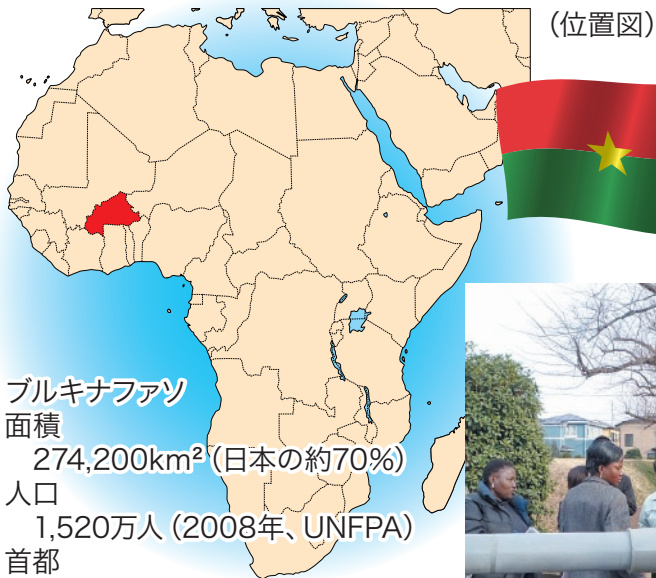 (位置図)
ブルキナファソ
面積
274,200km²(日本の約70%)
人口
1,520万人(2008年、UNFPA)
首都